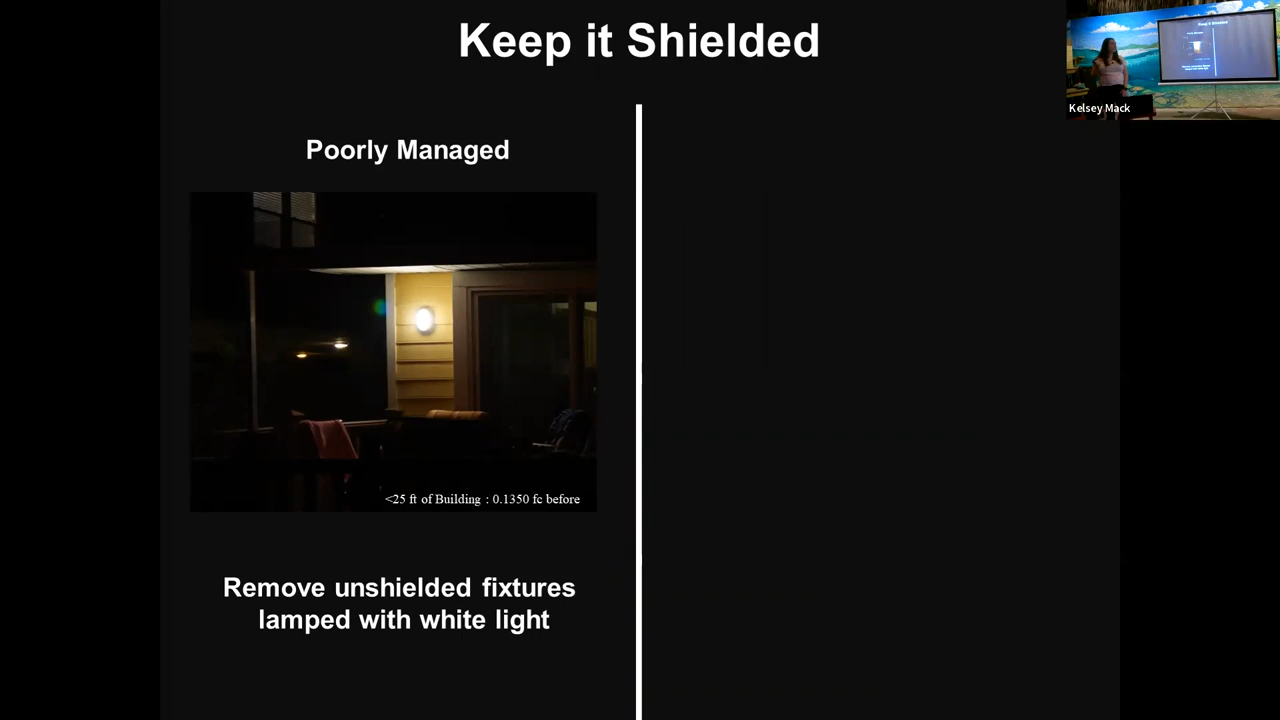 Keep it Shielded
Kelsey Mack
Poorly Managed
<25 ft of Building : 0.1350 fc before
Remove unshielded fixtures
lamped with white light